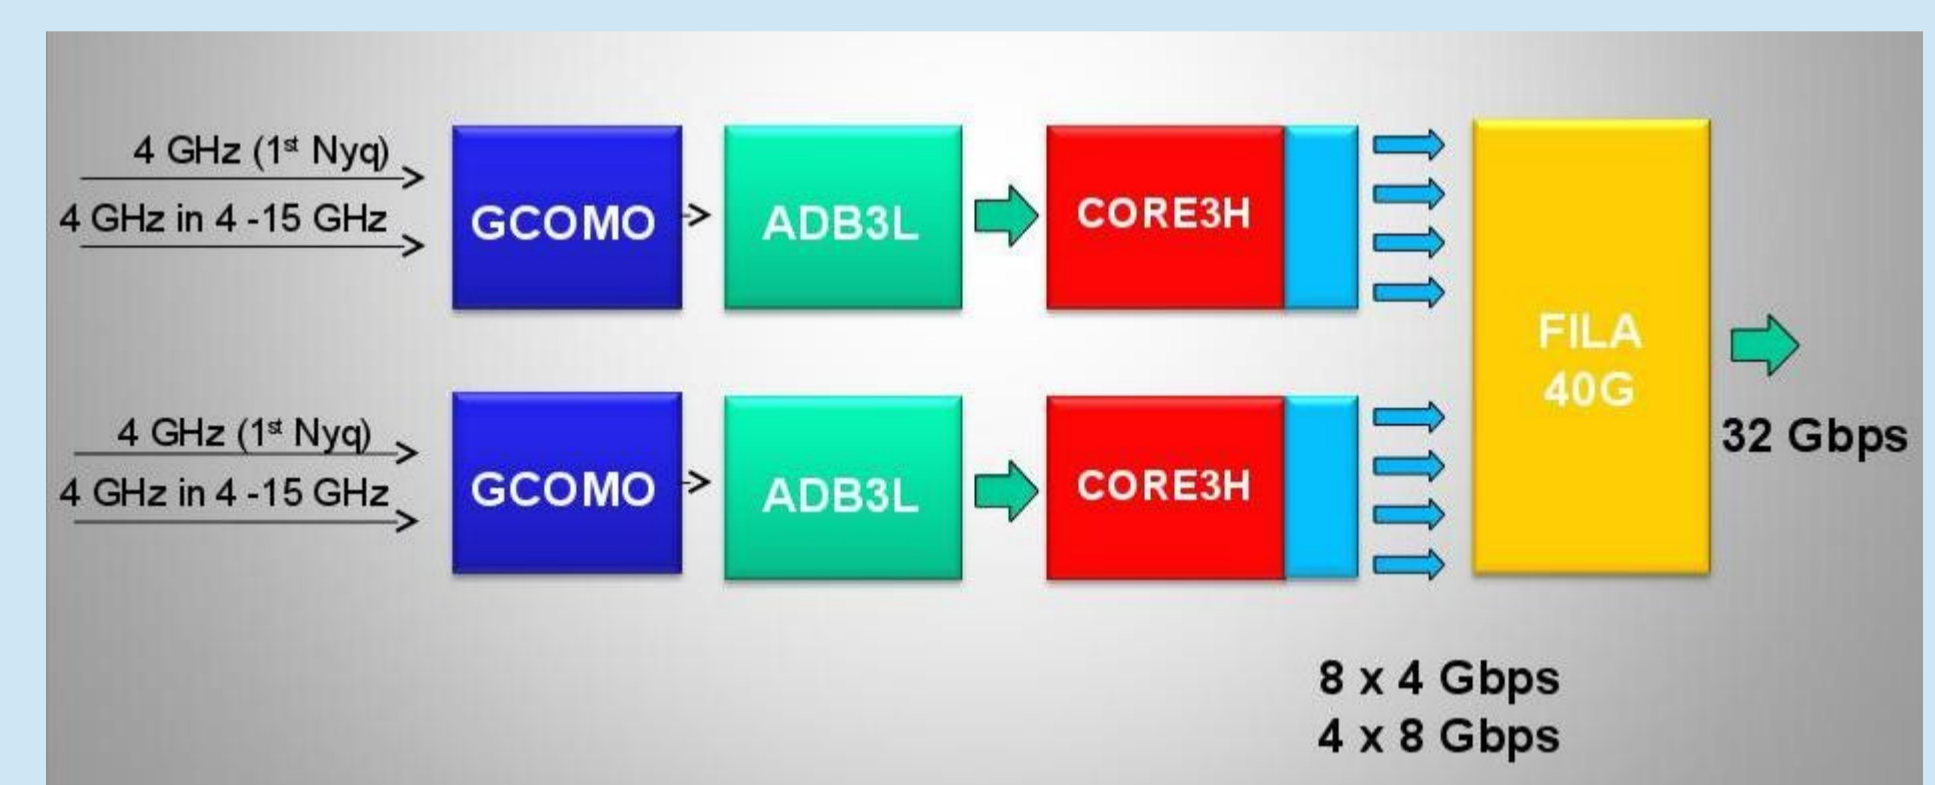 4 GHz (1st Nyq)
4 GHz in 4 -15 GHz
GCOMO
ADB3L
CORE3H
FILA
40G
32 Gbps
4 GHz (1st Nyq)
4 GHz in 4 -15 GHz
GCOMO
ADB3L
CORE3H
8 x 4 Gbps
4 x 8 Gbps